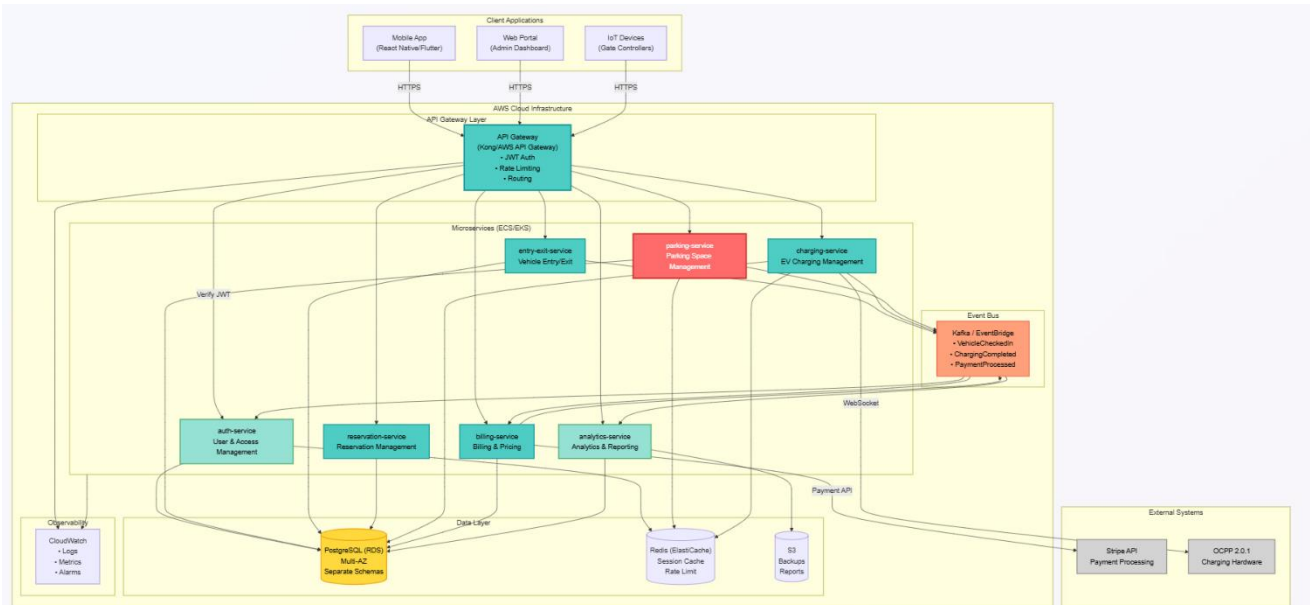 Client Applications
Mobile App
(React Native/Flutter)
Web Portal
(Admin Dashboard)
IoT Devices
(Gate Controllers)
HTTPS
HTTPS
HTTPS
AWS Cloud Infrastructure
API Gateway Layer
API Gateway
(Kong/AWS API Gateway)
• JWT Auth
• Rate Limiting
• Routing
Microservices (ECS/EKS)
entry-exit-service
Vehicle Entry/Exit
parking-service
Parking Space
Management
charging-service
EV Charging Management
Verify JWT
Event Bus
Kafka / EventBridge
• VehicleCheckedIn
• ChargingCompleted
• PaymentProcessed
WebSocket
auth-service
User & Access
Management
reservation-service
Reservation Management
billing-service
Billing & Pricing
analytics-service
Analytics & Reporting
Payment API
Observability
CloudWatch
• Logs
• Metrics
• Alarms
Data Layer
PostgreSQL (RDS)
Multi-AZ
Separate Schemas
Redis (ElastiCache)
Session Cache
Rate Limit
S3
Backups
Reports
External Systems
Stripe API
Payment Processing
OCPP 2.0.1
Charging Hardware